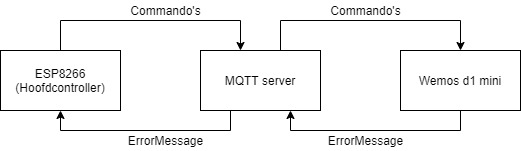 Commando's
Commando's
ESP8266
(Hoofdcontroller)
MQTT server
Wemos d1 mini
ErrorMessage
ErrorMessage